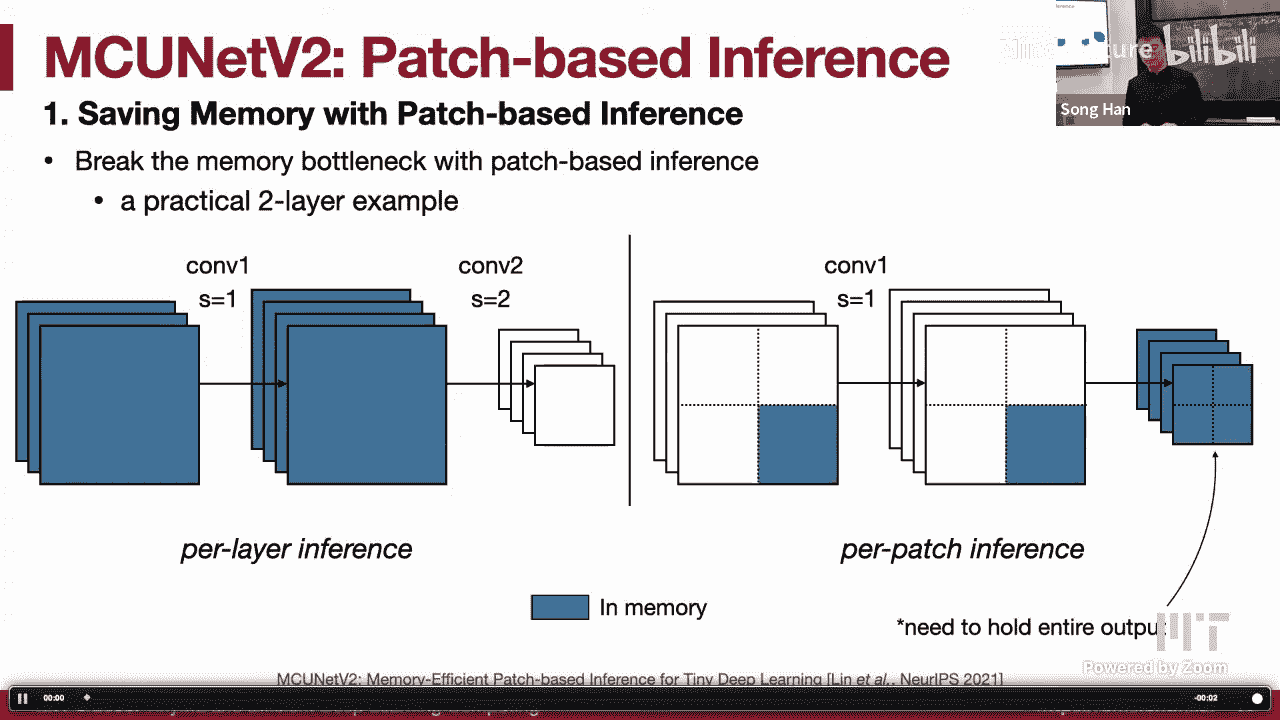 MCUNetV2: Patch-based Inference
bilibili
Song Han
1. Saving Memory with Patch-based Inference
• Break the memory bottleneck with patch-based inference
• a practical 2-layer example
conv1
s=1
conv2
s=2
conv1
s=1
per-layer inference
per-patch inference
In memory
*need to hold entire output
MIT
Powered by Zoom
MCUNetV2: Memory-Efficient Patch-based Inference for Tiny Deep Learning [Lin et al., NeurIPS 2021]
00:00
-00:02